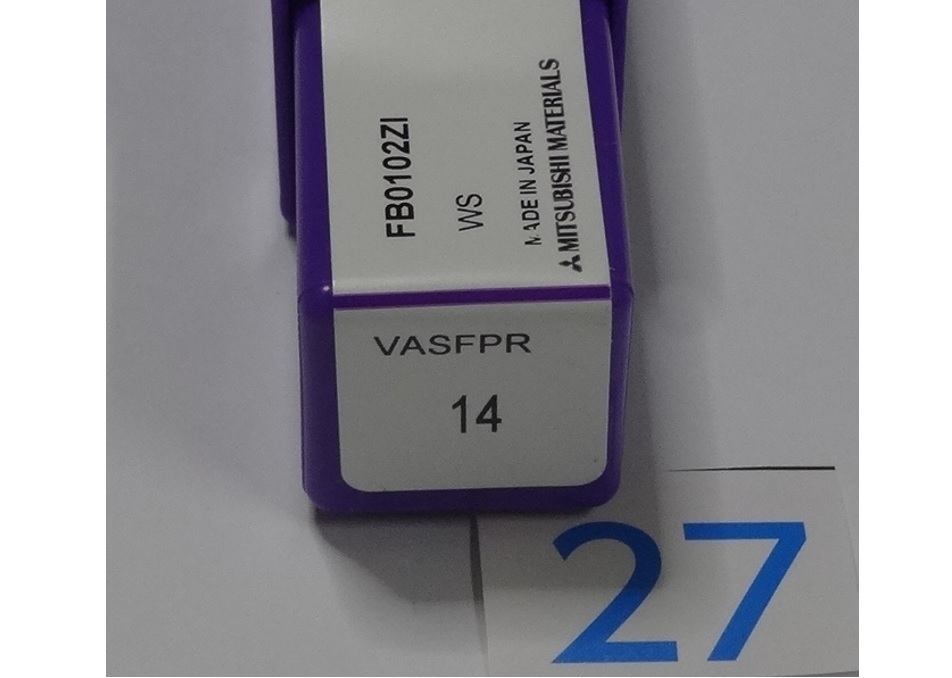 FB0102ZI
WS
MADE IN JAPAN
MITSUBISHI MATERIALS
VASFPR
14
27